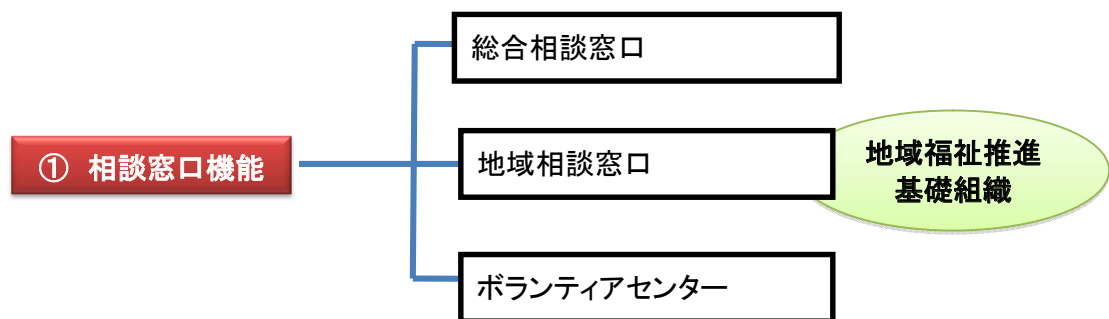 総合相談窓口
① 相談窓口機能
地域相談窓口
地域福祉推進
基礎組織
ボランティアセンター